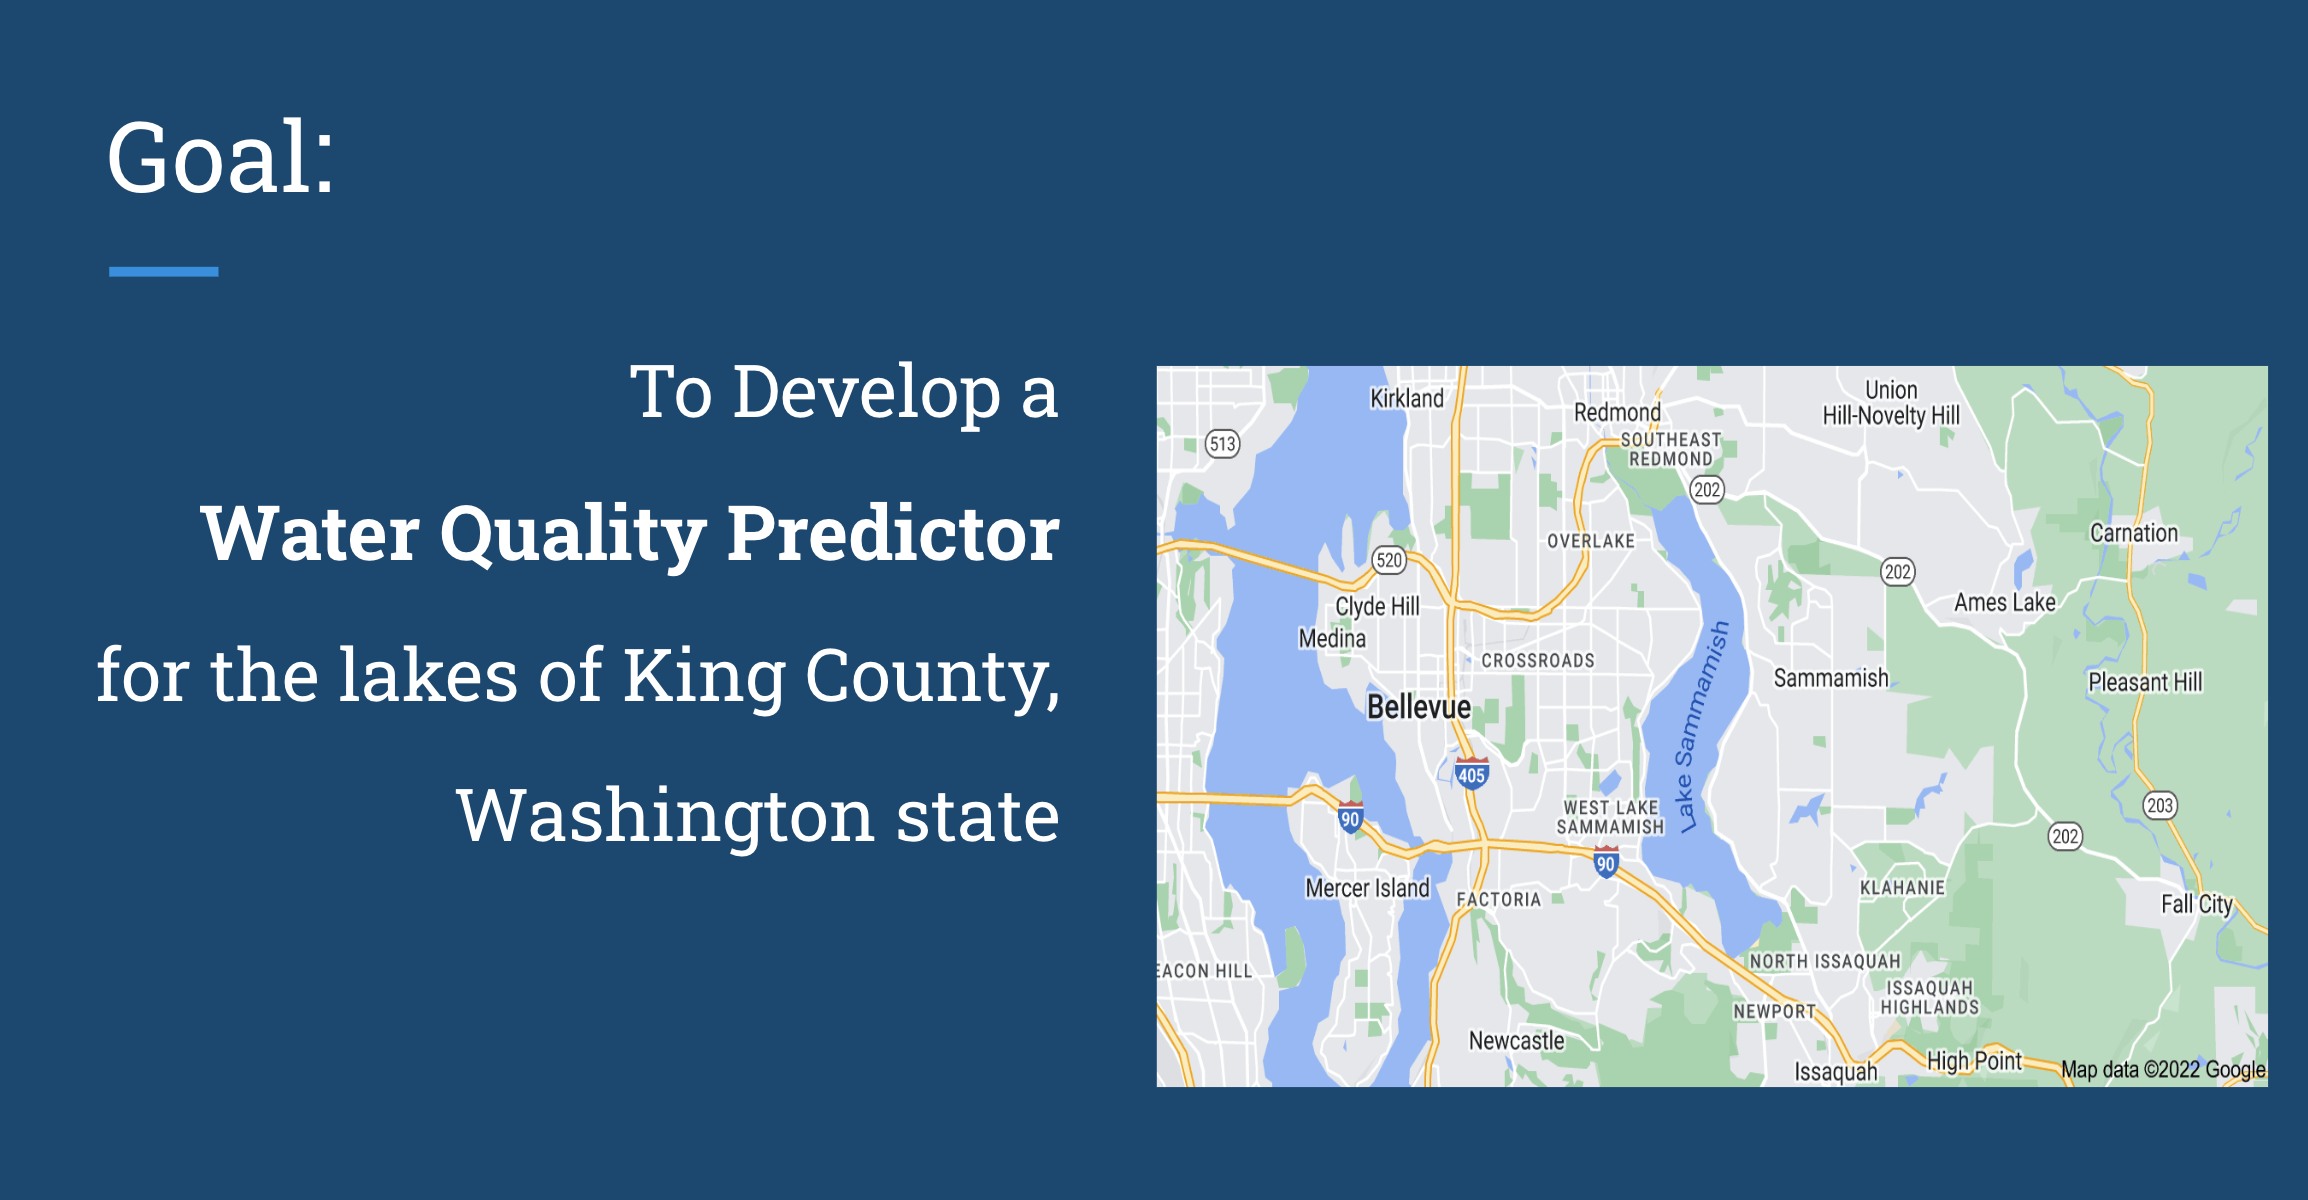 Goal:
To Develop a
Water Quality Predictor
for the lakes of King County,
Washington state
Kirkland
Redmond
Union
Hill-Novelty Hill
513
SOUTHEAST
REDMOND
202
OVERLAKE
Carnation
520
202
Clyde Hill
Ames Lake
Medina
CROSSROADS
Lake Sammamish
Sammamish
Pleasant Hill
Bellevue
405
90
WEST LAKE
SAMMAMISH
203
202
90
Mercer Island
FACTORIA
KLAHANIE
Fall City
EACON HILL
NORTH ISSAQUAH
ISSAQUAH
HIGHLANDS
NEWPORT
Newcastle
Issaquah
High Point
Map data ©2022 Google